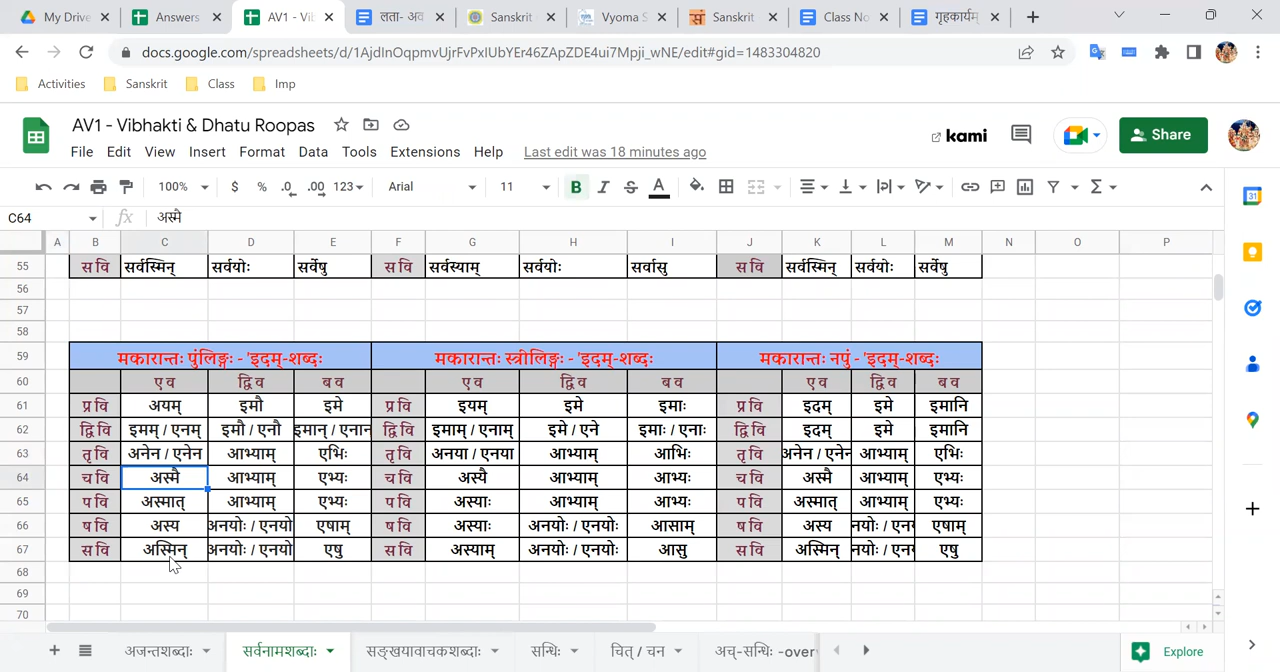 My Drive Answers AV1 - Vi लता- अव Sanskrit Vyoma S Sanskrit Class No गृहकार्यम्
docs.google.com/spreadsheets/d/1AjdInOqpmvUjrFvPxIUbYEr46ZApZDE4ui7Mpji_wNE/edit#gid=1483304820
Activities Sanskrit Class Imp
AV1 - Vibhakti & Dhatu Roopas
kami Share
File Edit View Insert Format Data Tools Extensions Help Last edit was 18 minutes ago
100% $ % .0 .00 123 Arial 11 B I S A
C64 fx अस्मै
A B C D E F G H I J K L M N O P
55 स वि सर्वस्मिन् सर्वयोः सर्वेषु स वि सर्वस्याम् सर्वयोः सर्वासु स वि सर्वस्मिन् सर्वयोः सर्वेषु
56
57
58
59 मकारान्तः पुंलिङ्गः - 'इदम्-शब्दः मकारान्तः स्त्रीलिङ्गः - 'इदम्-शब्दः मकारान्तः नपुं - 'इदम्-शब्दः
60 ए व द्वि व ब व ए व द्वि व ब व ए व द्वि व ब व
61 प्र वि अयम् इमौ इमे प्र वि इयम् इमे इमाः प्र वि इदम् इमे इमानि
62 द्वि वि इमम् / एनम् इमौ / एनौ इमान् / एनान द्वि वि इमाम् / एनाम् इमे / एने इमाः / एनाः द्वि वि इदम् इमे इमानि
63 तृ वि अनेन / एनेन आभ्याम् एभिः तृ वि अनया / एनया आभ्याम् आभिः तृ वि अनेन / एनेन आभ्याम् एभिः
64 च वि अस्मै आभ्याम् एभ्यः च वि अस्यै आभ्याम् आभ्यः च वि अस्मै आभ्याम् एभ्यः
65 प वि अस्मात् आभ्याम् एभ्यः प वि अस्याः आभ्याम् आभ्यः प वि अस्मात् आभ्याम् एभ्यः
66 ष वि अस्य अनयोः / एनयो एषाम् ष वि अस्याः अनयोः / एनयोः आसाम् ष वि अस्य नयोः / एन एषाम्
67 स वि अस्मिन् अनयोः / एनयो एषु स वि अस्याम् अनयोः / एनयोः आसु स वि अस्मिन् नयोः / एन एषु
68
69
70
अजन्तशब्दाः सर्वनामशब्दाः सङ्ख्यावाचकशब्दाः सन्धिः चित् / चन अच्-सन्धिः -over Explore